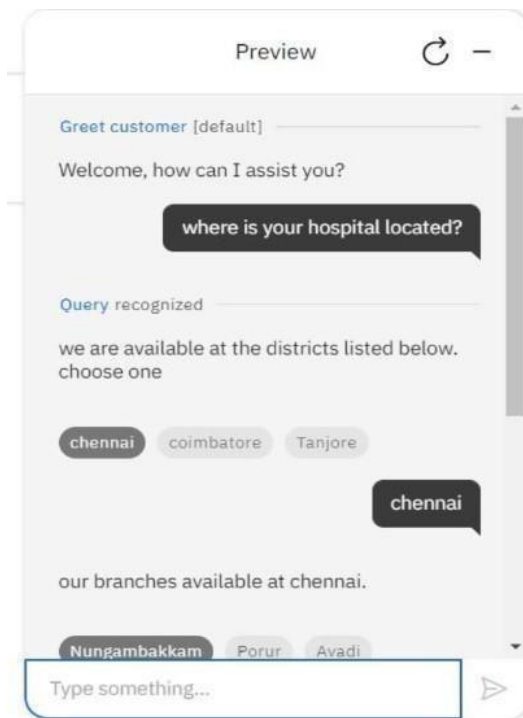 Preview
Greet customer [default]
Welcome, how can I assist you?
where is your hospital located?
Query recognized
we are available at the districts listed below.
choose one
chennai coimbatore Tanjore
chennai
our branches available at chennai.
Nungambakkam Porur Avadi
Type something...